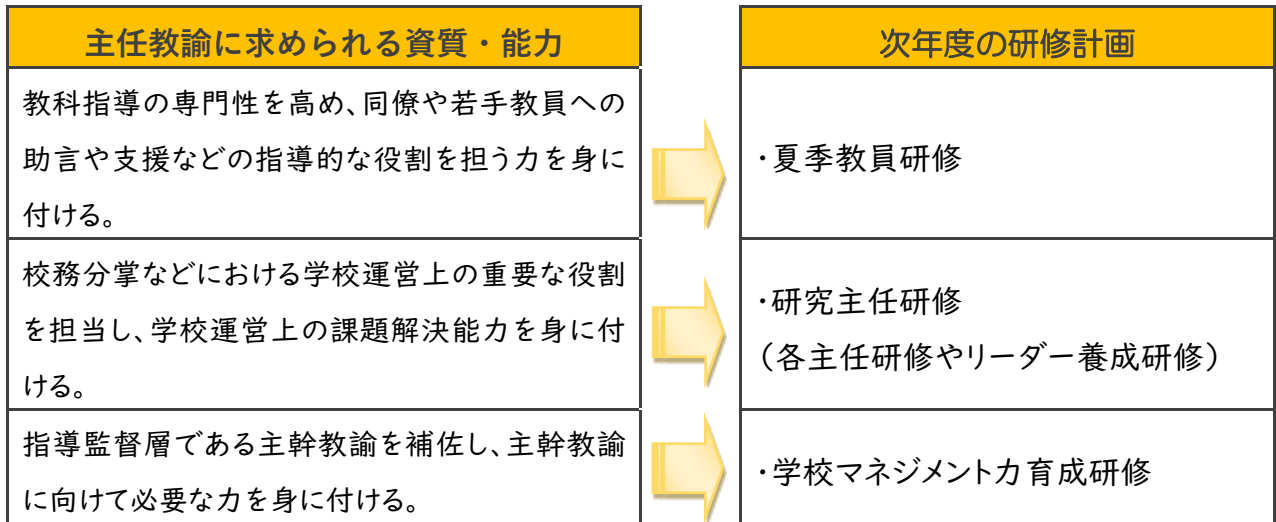 主任教諭に求められる資質・能力
次年度の研修計画
教科指導の専門性を高め、同僚や若手教員への
助言や支援などの指導的な役割を担う力を身に
付ける。
・夏季教員研修
校務分掌などにおける学校運営上の重要な役割
を担当し、学校運営上の課題解決能力を身に付
ける。
・研究主任研修
（各主任研修やリーダー養成研修）
指導監督層である主幹教諭を補佐し、主幹教諭
に向けて必要な力を身に付ける。
・学校マネジメント力育成研修